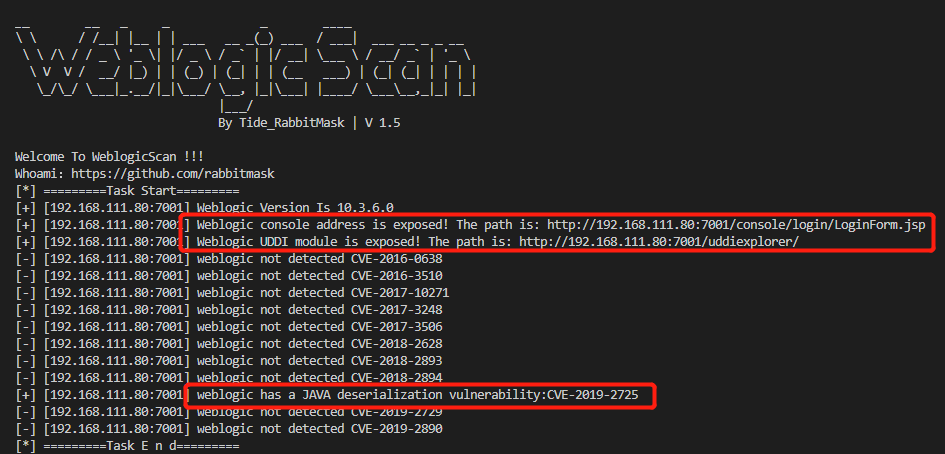 WeblogicScan
By Tide_RabbitMask | V 1.5
Welcome To WeblogicScan !!!
Whoami: https://github.com/rabbitmask
[*] =========Task Start=========
[+] [192.168.111.80:7001] Weblogic Version Is 10.3.6.0
[+] [192.168.111.80:7001] Weblogic console address is exposed! The path is: http://192.168.111.80:7001/console/login/LoginForm.jsp
[+] [192.168.111.80:7001] Weblogic UDDI module is exposed! The path is: http://192.168.111.80:7001/uddiexplorer/
[-] [192.168.111.80:7001] weblogic not detected CVE-2016-0638
[-] [192.168.111.80:7001] weblogic not detected CVE-2016-3510
[-] [192.168.111.80:7001] weblogic not detected CVE-2017-10271
[-] [192.168.111.80:7001] weblogic not detected CVE-2017-3248
[-] [192.168.111.80:7001] weblogic not detected CVE-2017-3506
[-] [192.168.111.80:7001] weblogic not detected CVE-2018-2628
[-] [192.168.111.80:7001] weblogic not detected CVE-2018-2893
[-] [192.168.111.80:7001] weblogic not detected CVE-2018-2894
[+] [192.168.111.80:7001] weblogic has a JAVA deserialization vulnerability:CVE-2019-2725
[-] [192.168.111.80:7001] weblogic not detected CVE-2019-2729
[-] [192.168.111.80:7001] weblogic not detected CVE-2019-2890
[*] =========Task E n d=========